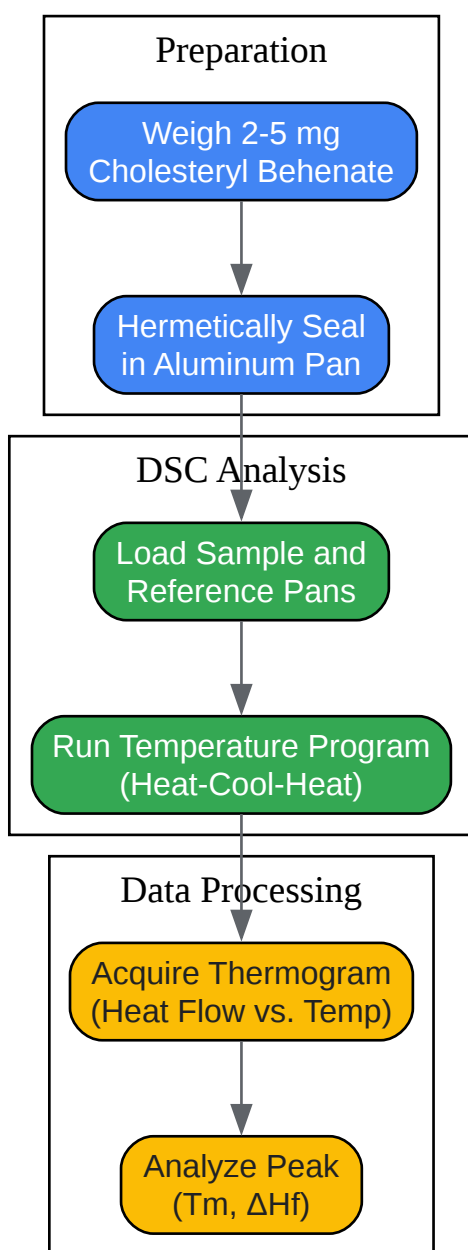 Preparation
Weigh 2-5 mg
Cholesteryl Behenate
Hermetically Seal
in Aluminum Pan
DSC Analysis
Load Sample and
Reference Pans
Run Temperature Program
(Heat-Cool-Heat)
Data Processing
Acquire Thermogram
(Heat Flow vs. Temp)
Analyze Peak
(Tm, ΔHf)